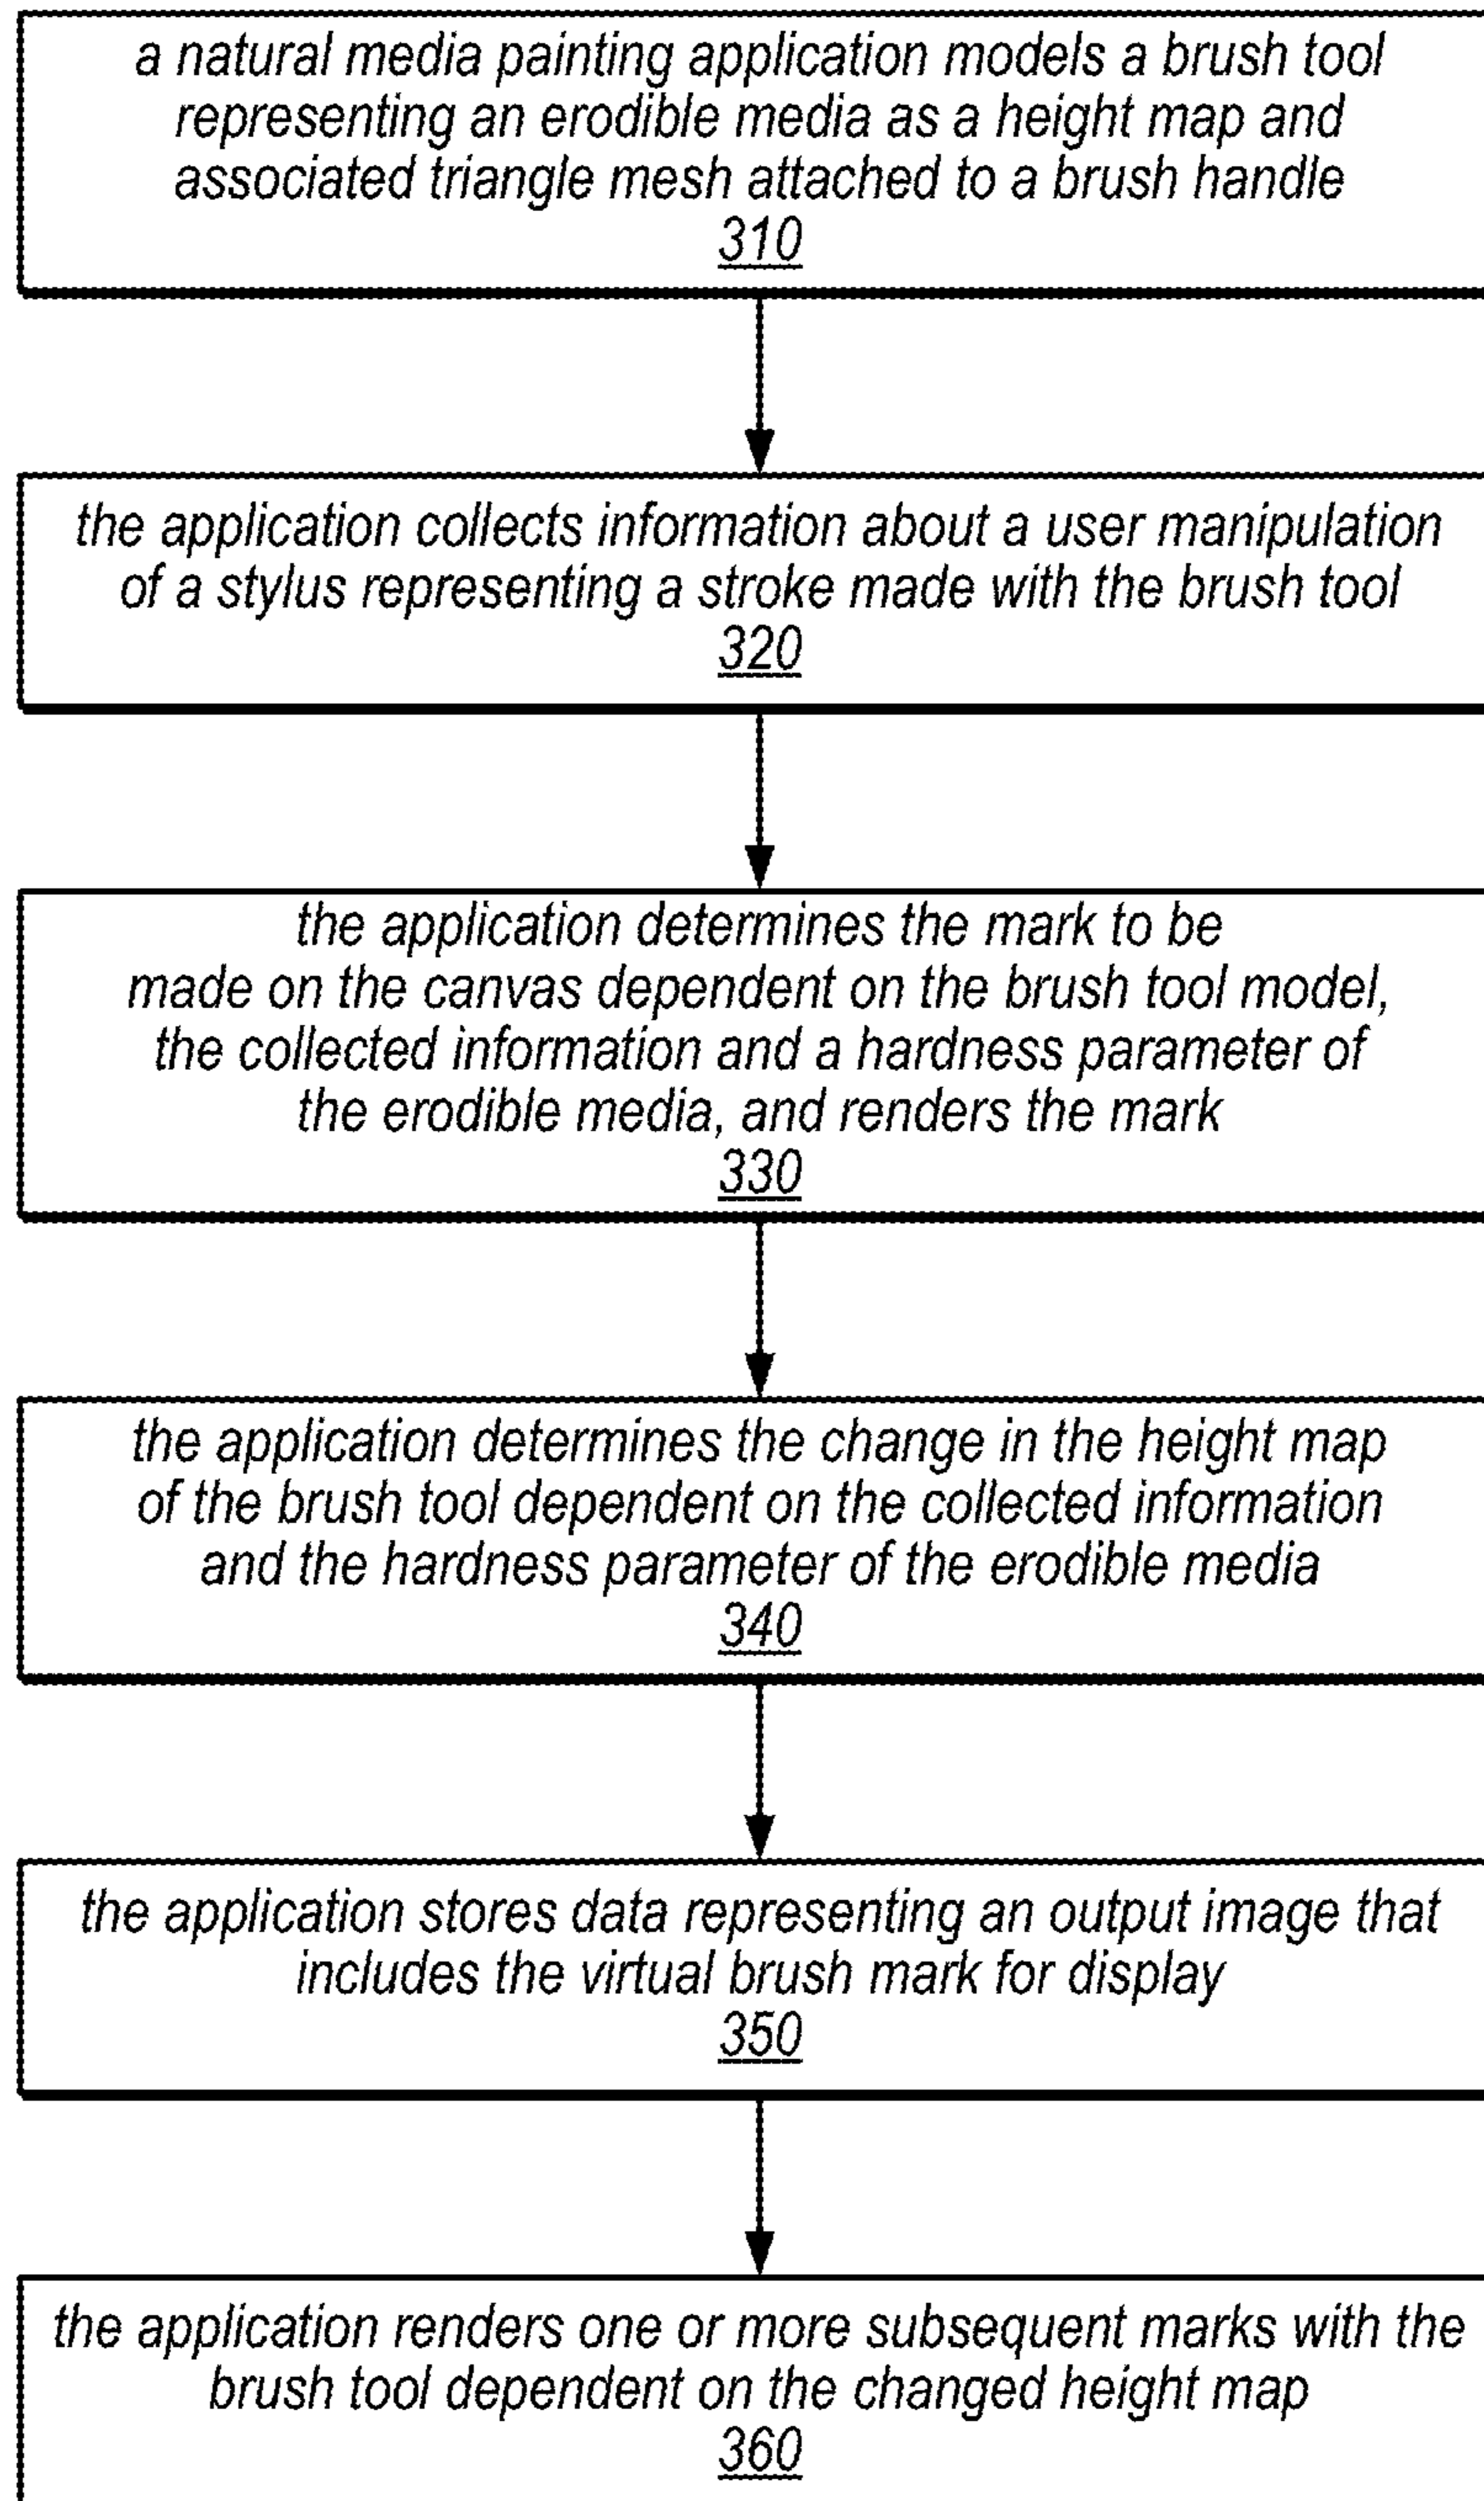 a natural media painting application models a brush tool
representing an erodible media as a height map and
associated triangle mesh attached to a brush handle
310
the application collects information about a user manipulation
of a stylus representing a stroke made with the brush tool
320
the application determines the mark to be
made on the canvas dependent on the brush tool model,
the collected information and a hardness parameter of
the erodible media, and renders the mark
330
the application determines the change in the height map
of the brush tool dependent on the collected information
and the hardness parameter of the erodible media
340
the application stores data representing an output image that
includes the virtual brush mark for display
350
the application renders one or more subsequent marks with the
brush tool dependent on the changed height map
360